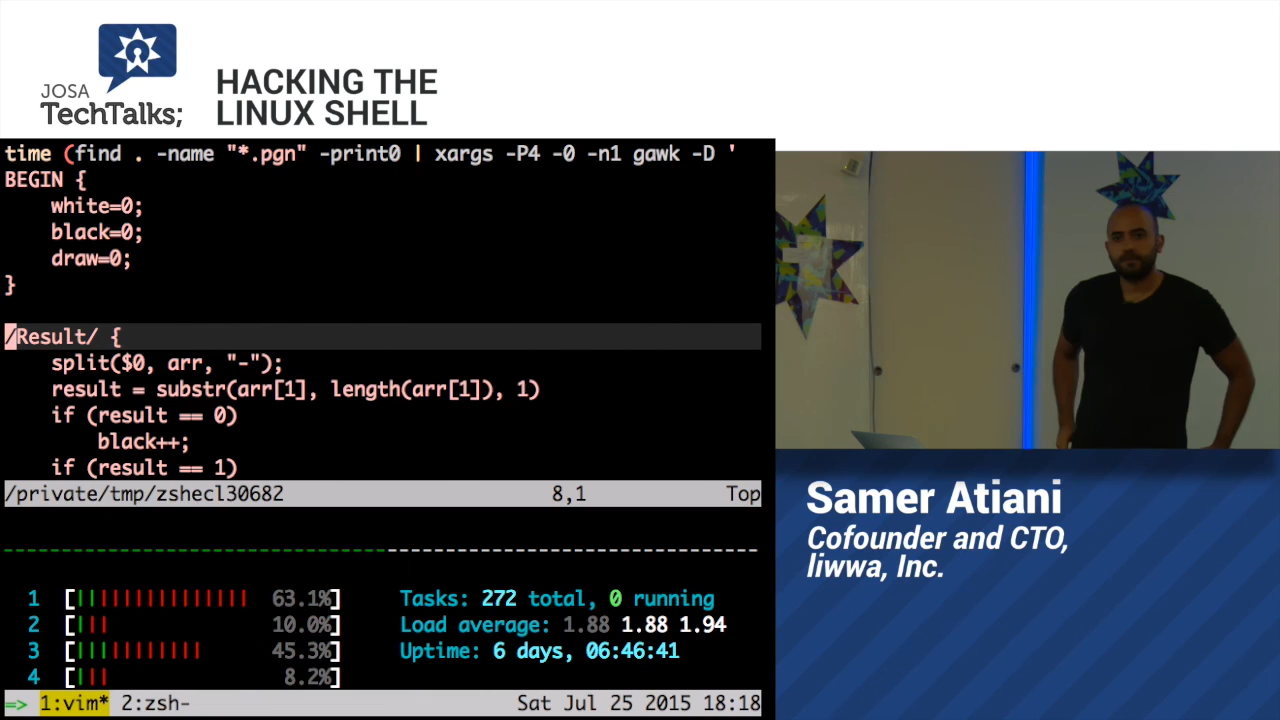 JOSA
TechTalks;
HACKING THE
LINUX SHELL
time (find . -name "*.pgn" -print0 | xargs -P4 -0 -n1 gawk -D '
BEGIN {
    white=0;
    black=0;
    draw=0;
}
/Result/ {
    split($0, arr, "-");
    result = substr(arr[1], length(arr[1]), 1)
    if (result == 0)
        black++;
    if (result == 1)
/private/tmp/zshecl30682 8,1 Top
1 [|||||||||||||||| 63.1%] Tasks: 272 total, 0 running
2 [||| 10.0%] Load average: 1.88 1.88 1.94
3 [||||||||||| 45.3%] Uptime: 6 days, 06:46:41
4 [||| 8.2%]
=> 1:vim* 2:zsh- Sat Jul 25 2015 18:18
Samer Atiani
Cofounder and CTO,
liwwa, Inc.